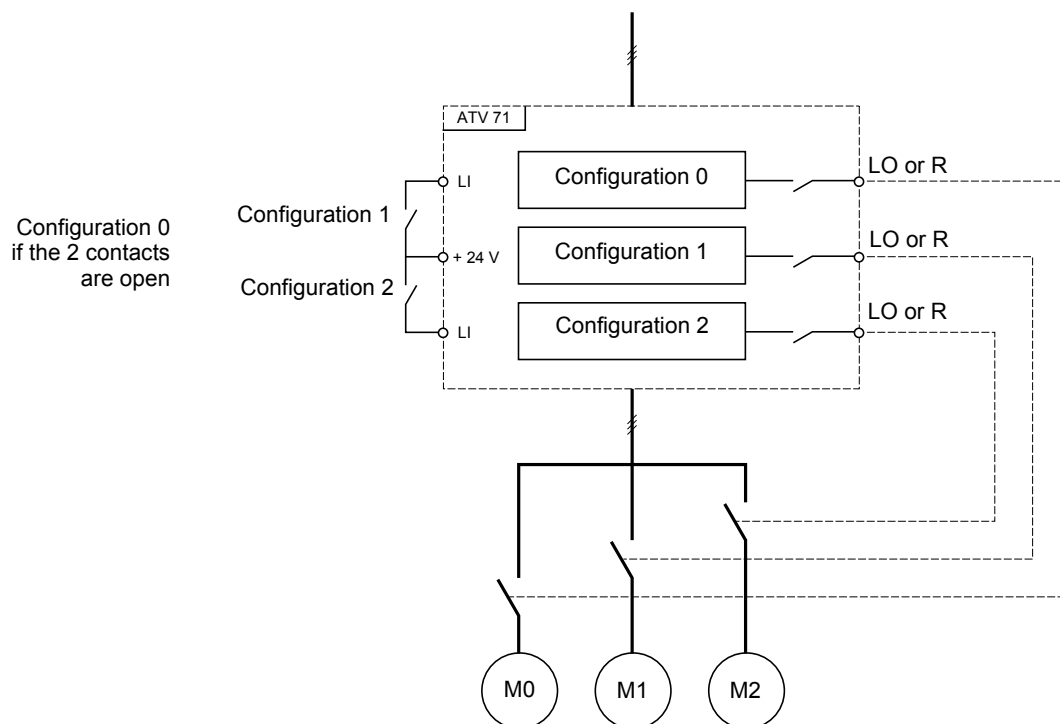 ATV 71
Configuration 0
LO or R
LI
Configuration 1
Configuration 0
if the 2 contacts
are open
+ 24 V
Configuration 1
LO or R
Configuration 2
LI
Configuration 2
LO or R
M0
M1
M2